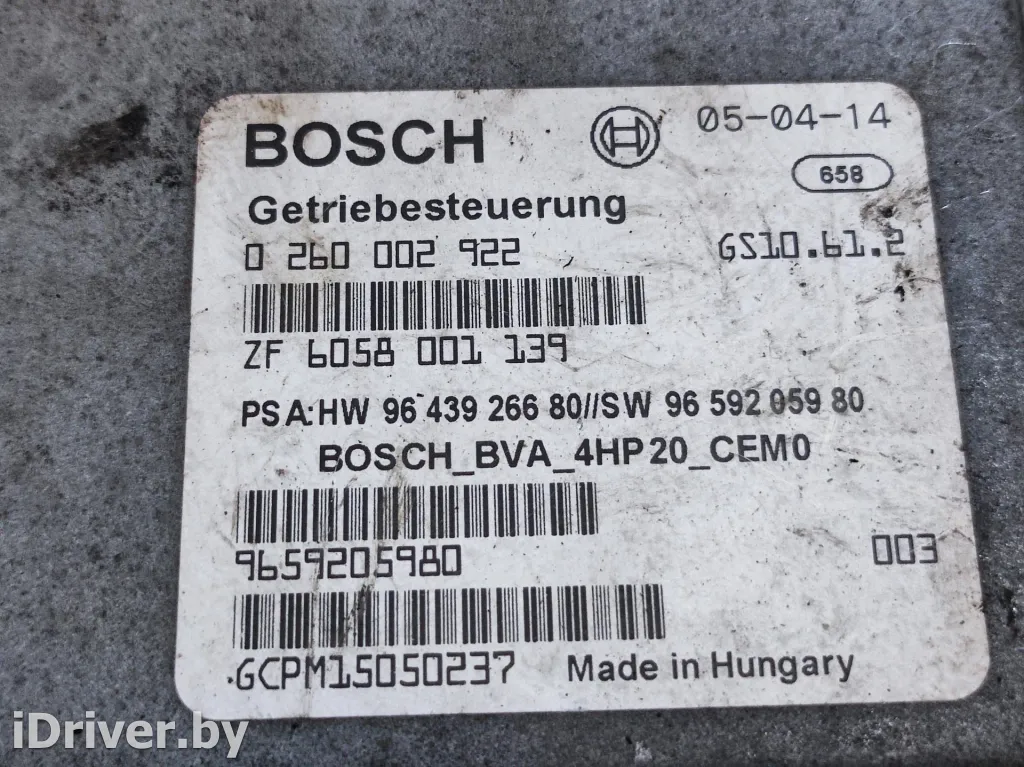 BOSCH 05-04-14
658
Getriebesteuerung
0 260 002 922 GS10.61.2
ZF 6058 001 139
PSA:HW 96 439 266 80//SW 96 592 059 80
BOSCH_BVA_4HP20_CEM0
9659205980 003
.GCPM15050237 Made in Hungary
iDriver.by